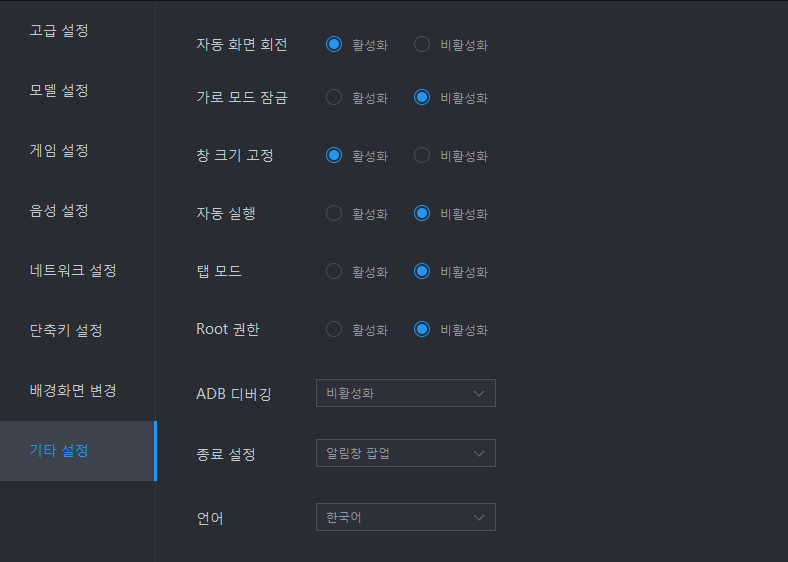 고급 설정
모델 설정
게임 설정
음성 설정
네트워크 설정
단축키 설정
배경화면 변경
기타 설정
자동 화면 회전 활성화 비활성화
가로 모드 잠금 활성화 비활성화
창 크기 고정 활성화 비활성화
자동 실행 활성화 비활성화
탭 모드 활성화 비활성화
Root 권한 활성화 비활성화
ADB 디버깅 비활성화
종료 설정 알림창 팝업
언어 한국어